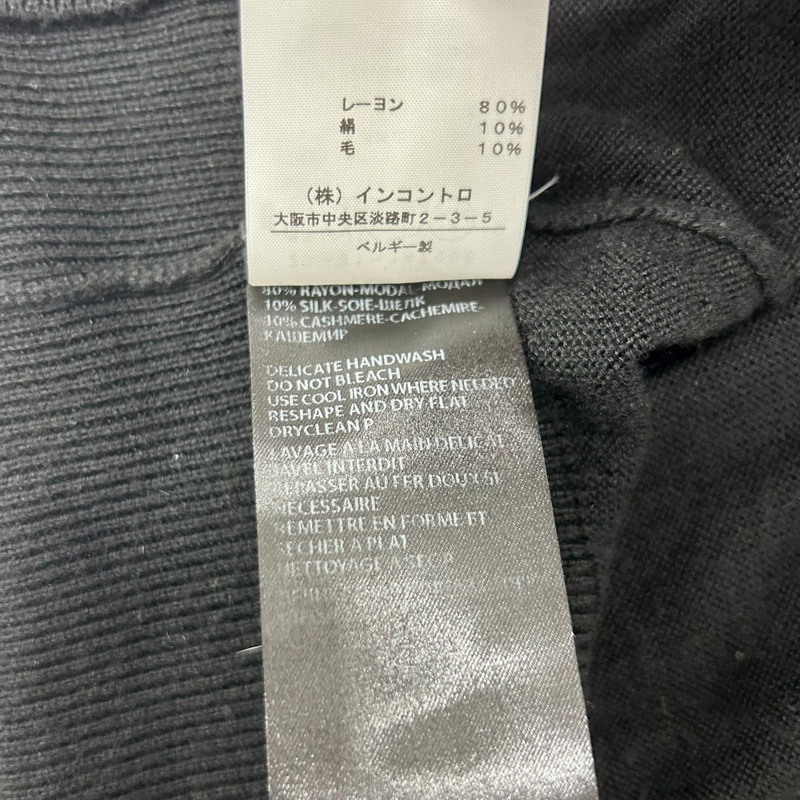 レーヨン 80%
絹 10%
毛 10%
(株) インコントロ
大阪市中央区淡路町2-3-5
ベルギー製
80% RAYON-MODAL-МОДАЛ
10% SILK-SOIE-ШЕЛК
10% CASHMERE-CACHEMIRE-
КАШЕМИР
DELICATE HANDWASH
DO NOT BLEACH
USE COOL IRON WHERE NEEDED
RESHAPE AND DRY FLAT
DRYCLEAN P
LAVAGE A LA MAIN DELICAT
JAVEL INTERDIT
REPASSER AU FER DOUX SE
NECESSAIRE
REMETTRE EN FORME ET
SECHER A PLAT
NETTOYAGE A SEC